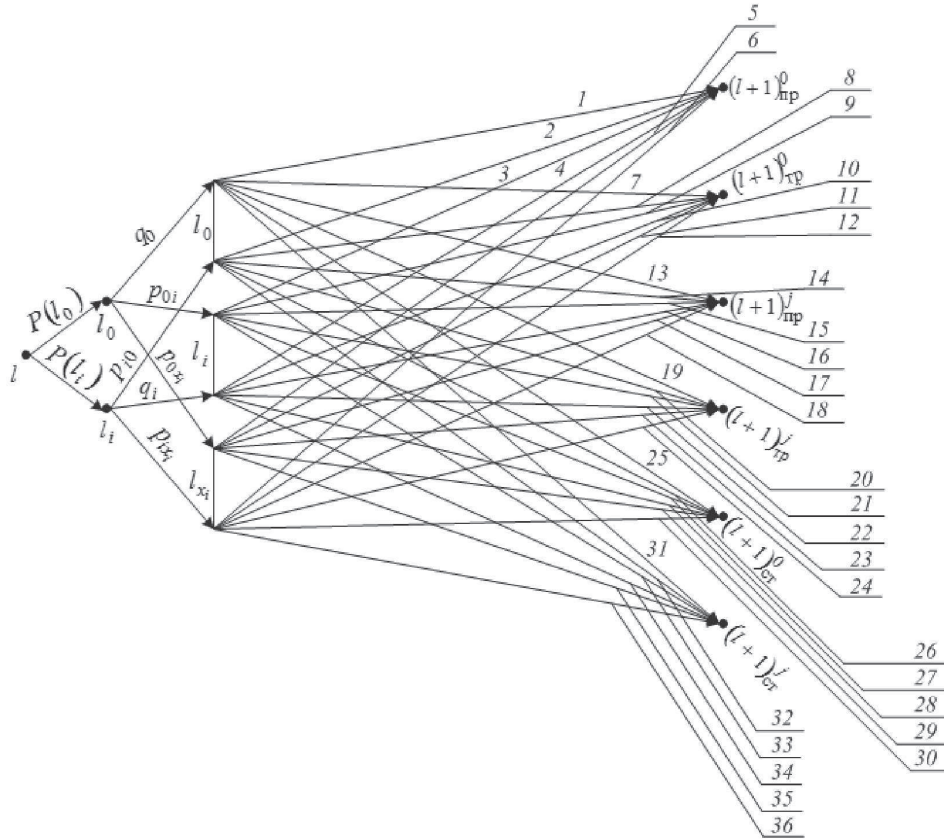 5
6
1
(l + 1)⁰пр
2
8
9
3
4
7
(l + 1)⁰тр
10
11
12
q₀
l₀
P(l₀)
l₀
p₀ᵢ
13
14
(l + 1)ʲпр
15
16
17
18
l
P(lᵢ)
pᵢ₀
p₀ₓᵢ
lᵢ
19
qᵢ
lᵢ
pᵢₓᵢ
(l + 1)ʲтр
25
20
21
22
23
24
lₓᵢ
31
(l + 1)⁰ст
26
27
28
29
30
(l + 1)ʲст
32
33
34
35
36